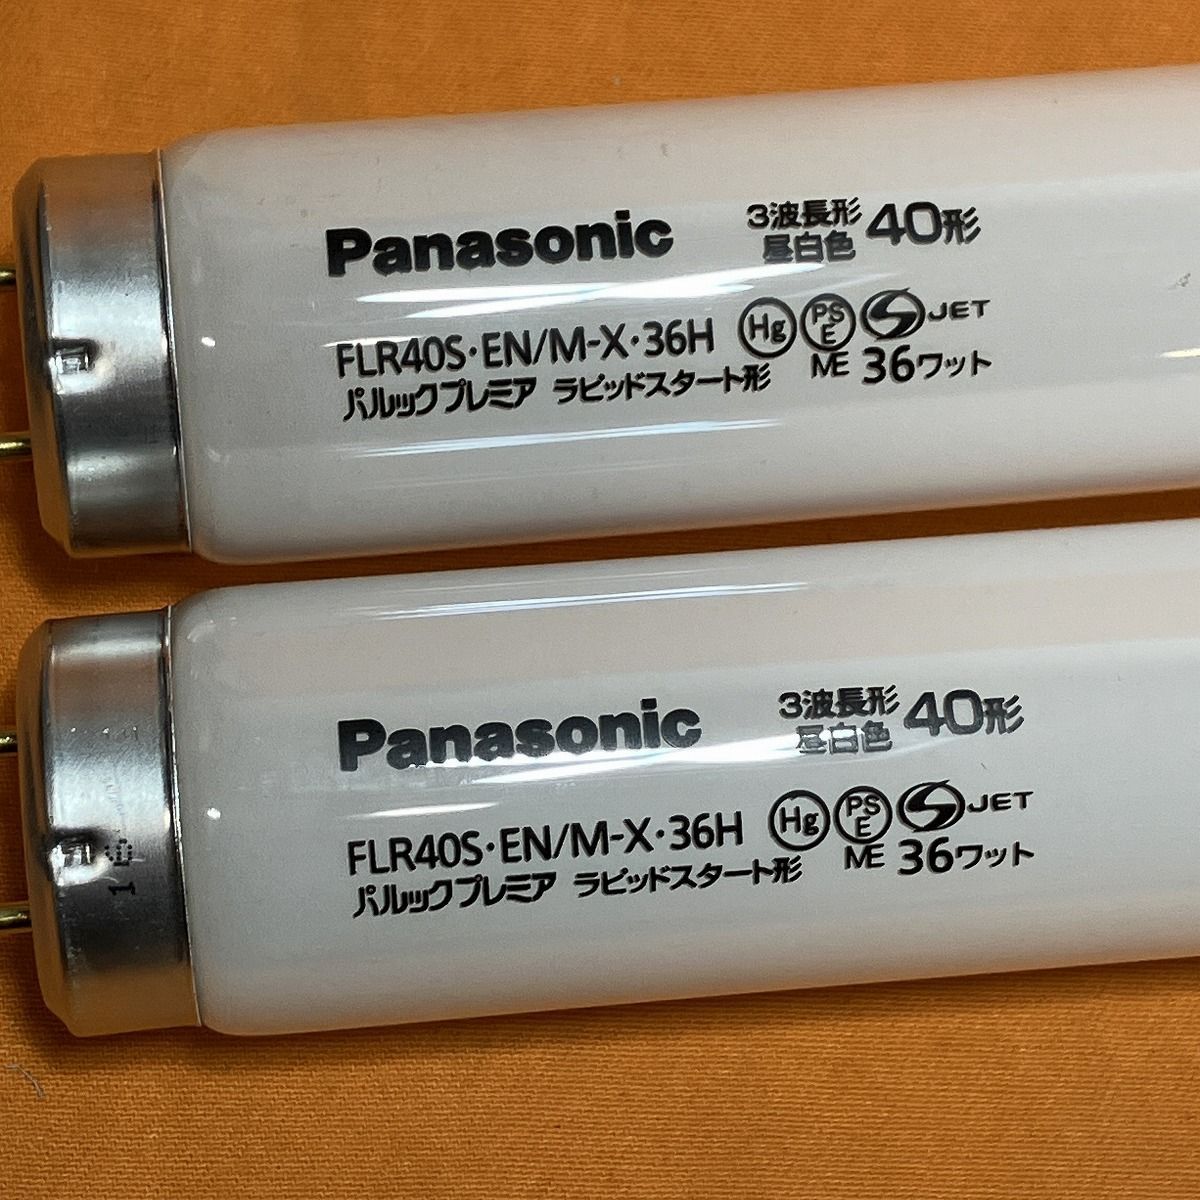 Panasonic 3波長形 昼白色 40形
FLR40S・EN/M-X・36H Hg PS E JET
パルックプレミア ラピッドスタート形 ME 36ワット
Panasonic 3波長形 昼白色 40形
FLR40S・EN/M-X・36H Hg PS E JET
パルックプレミア ラピッドスタート形 ME 36ワット